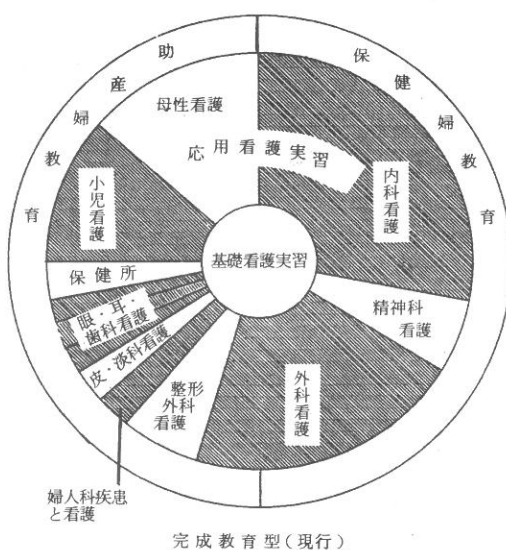 助産婦教育
保健婦教育
母性看護
応用看護実習
内科看護
小児看護
基礎看護実習
保健所
眼・耳・
歯科看護
皮・淡科看護
精神科
看護
外科看護
整形
外科
看護
婦人科疾患
と看護
完成教育型(現行)